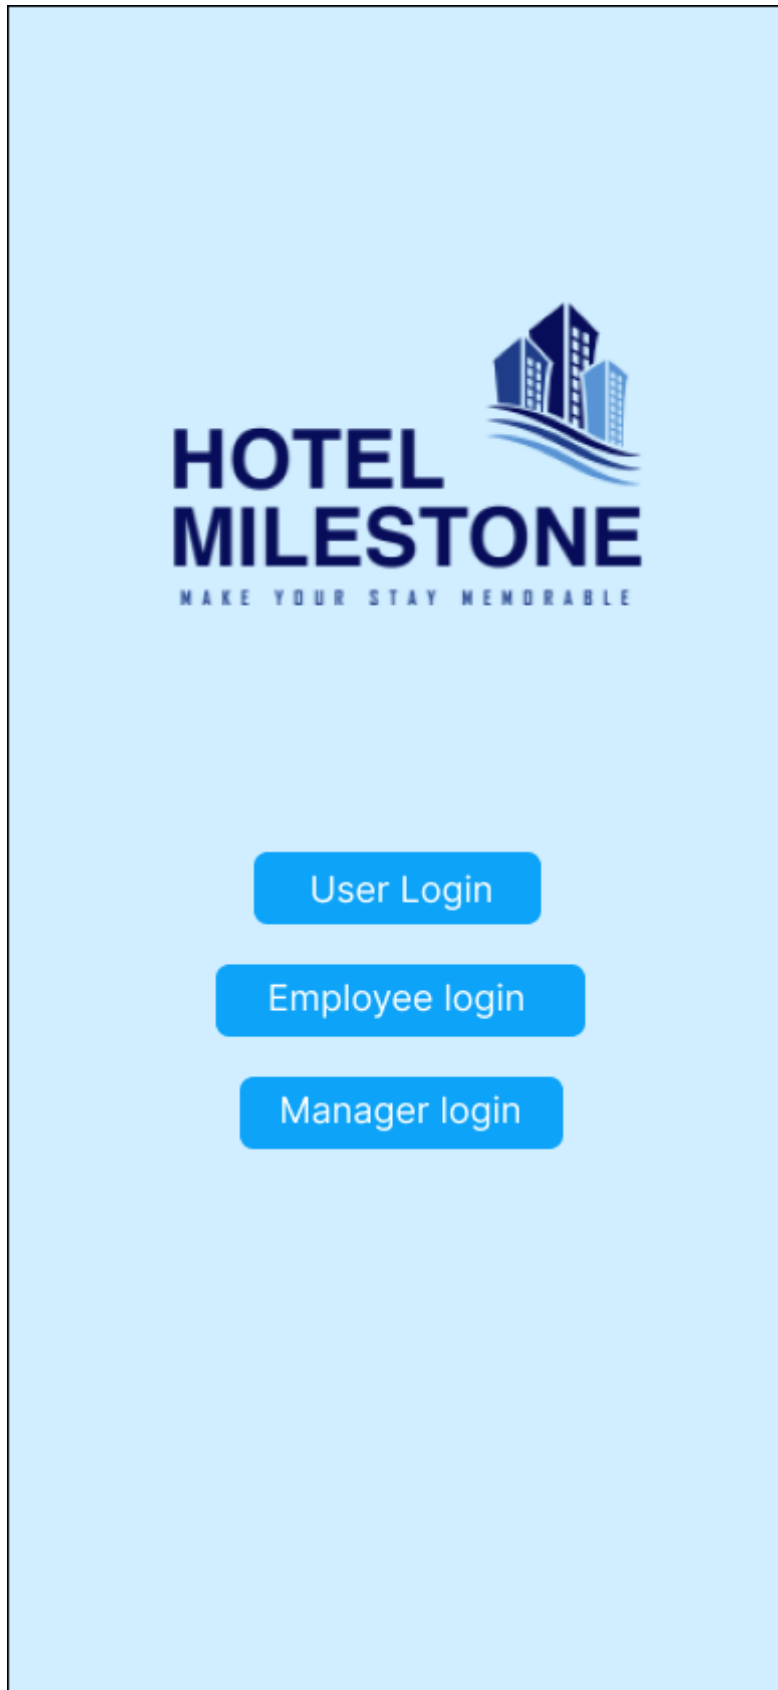 HOTEL
MILESTONE
MAKE YOUR STAY MEMORABLE
User Login
Employee login
Manager login